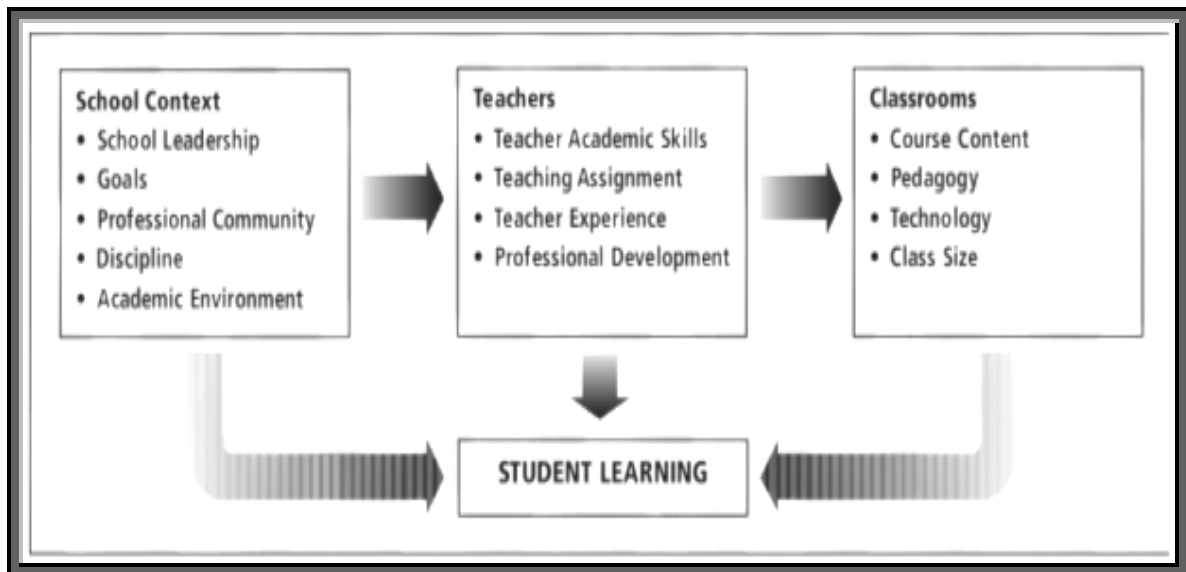 School Context
• School Leadership
• Goals
• Professional Community
• Discipline
• Academic Environment
Teachers
• Teacher Academic Skills
• Teaching Assignment
• Teacher Experience
• Professional Development
Classrooms
• Course Content
• Pedagogy
• Technology
• Class Size
STUDENT LEARNING